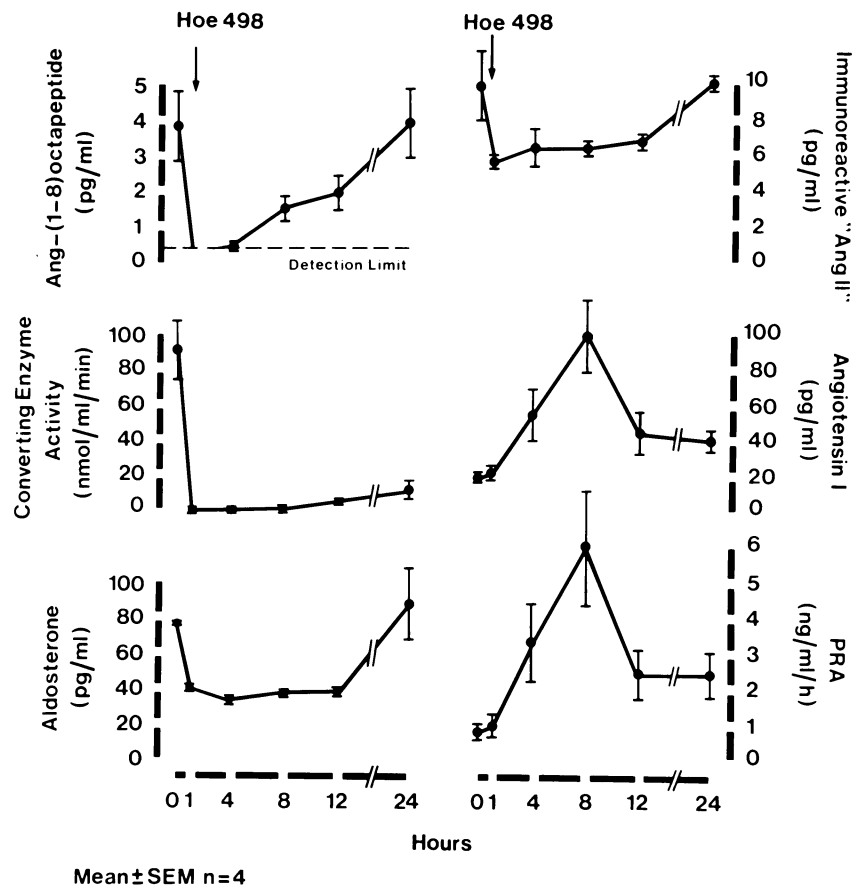 Hoe 498
Hoe 498
Ang-(1-8)octapeptide
(pg/ml)
5
4
3
2
1
0
Detection Limit
10
8
6
4
2
0
Immunoreactive "Ang II"
(pg/ml)
Converting Enzyme
Activity
(nmol/ml/min)
100
80
60
40
20
0
100
80
60
40
20
0
Angiotensin I
(pg/ml)
Aldosterone
(pg/ml)
100
80
60
40
20
0
6
5
4
3
2
1
0
PRA
(ng/ml/h)
0 1 4 8 12 24
0 1 4 8 12 24
Hours
Mean ± SEM n=4